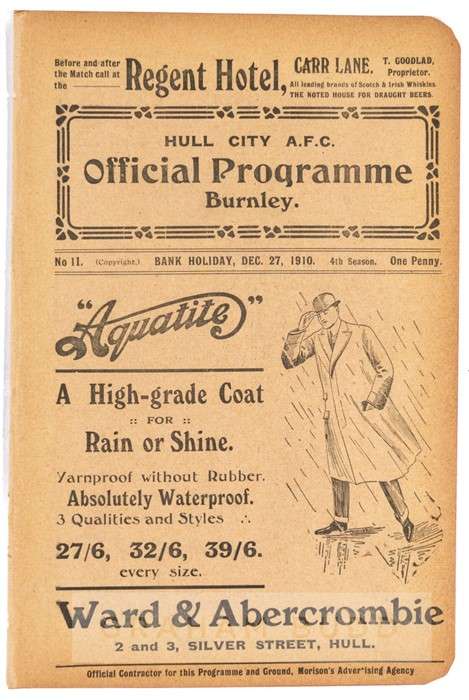 Before and after
the Match call at
the
Regent Hotel,
CARR LANE.
T. GOODLAD,
Proprietor.
All leading brands of Scotch & Irish Whiskies.
THE NOTED HOUSE FOR DRAUGHT BEERS.
HULL CITY A.F.C.
Official Programme
Burnley.
No 11. (Copyright.) BANK HOLIDAY, DEC. 27, 1910. 4th Season. One Penny.
"Aquatite"
A High-grade Coat
:: FOR ::
Rain or Shine.
Yarnproof without Rubber.
Absolutely Waterproof.
3 Qualities and Styles ∴
27/6, 32/6, 39/6.
every size.
Ward & Abercrombie
2 and 3, SILVER STREET, HULL.
Official Contractor for this Programme and Ground, Morison's Advertising Agency